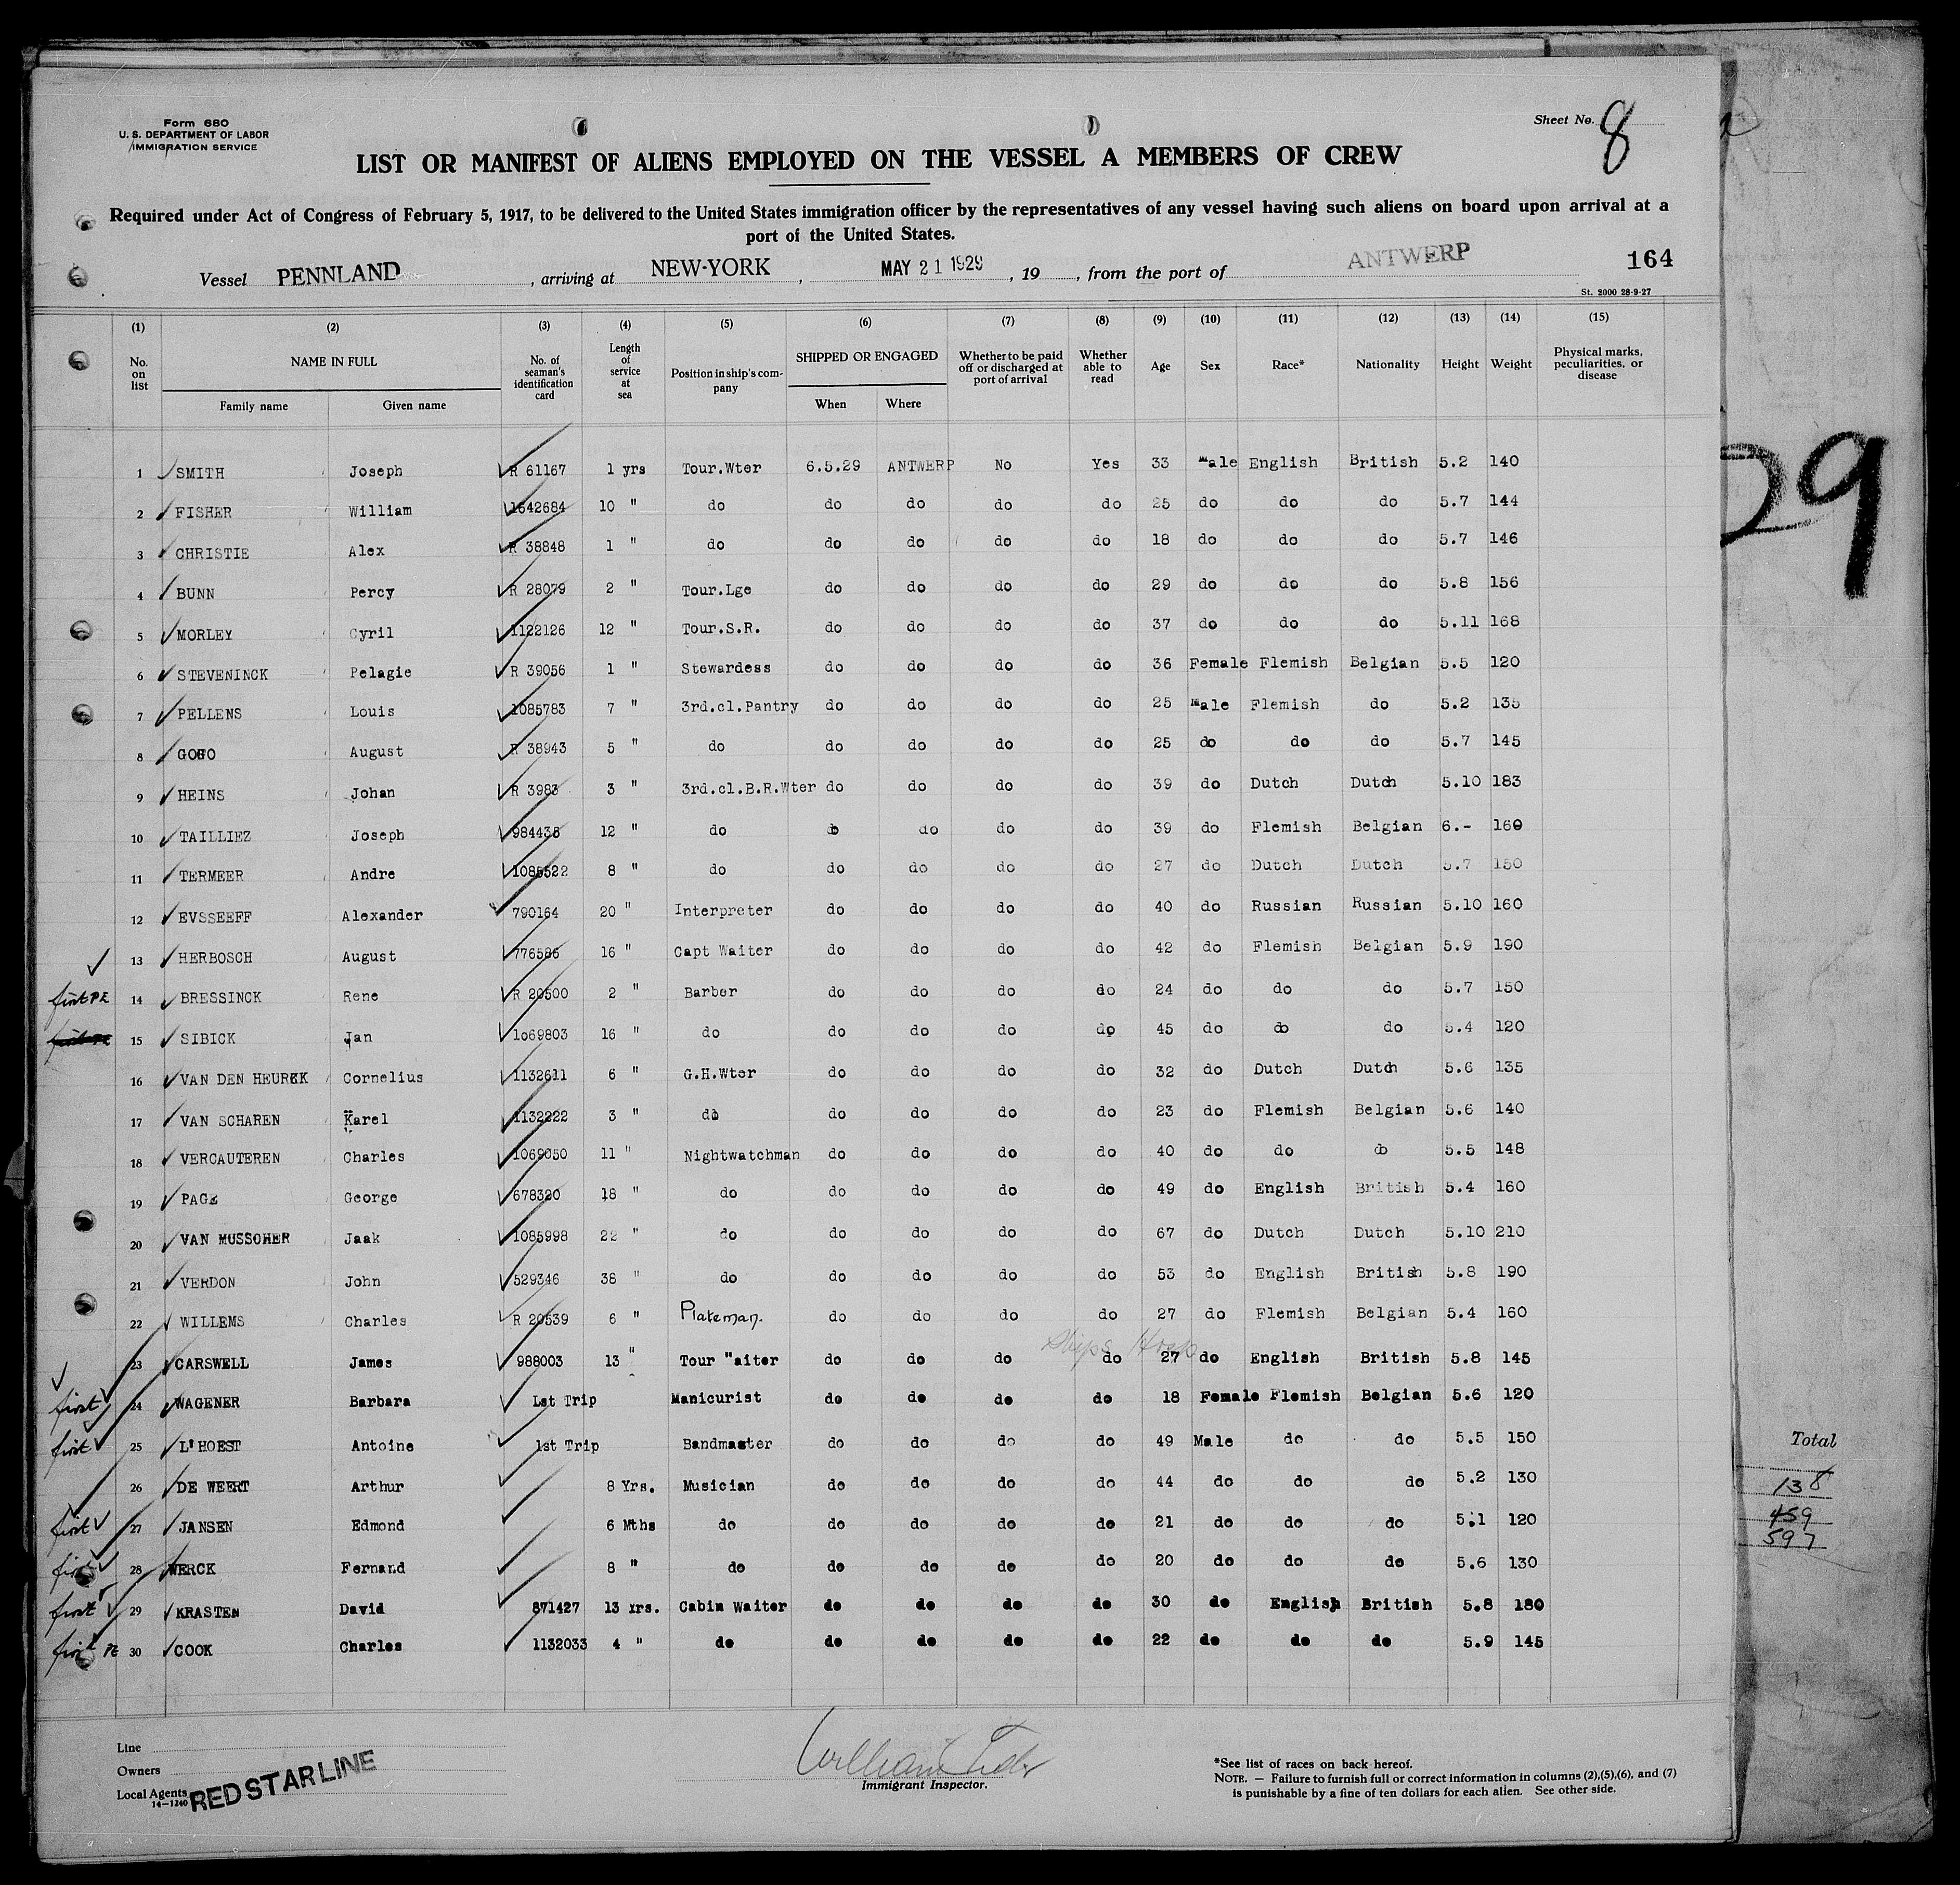 Form 680
U. S. DEPARTMENT OF LABOR
IMMIGRATION SERVICE
Sheet No. 8
LIST OR MANIFEST OF ALIENS EMPLOYED ON THE VESSEL A MEMBERS OF CREW
Required under Act of Congress of February 5, 1917, to be delivered to the United States immigration officer by the representatives of any vessel having such aliens on board upon arrival at a
port of the United States.
Vessel PENNLAND, arriving at NEW-YORK, MAY 21 1929, 19, from the port of ANTWERP 164
St. 2000 28-9-27
(1) (2) (3) (4) (5) (6) (7) (8) (9) (10) (11) (12) (13) (14) (15)
No. on list NAME IN FULL Family name Given name No. of seaman's identification card Length of service at sea Position in ship's company SHIPPED OR ENGAGED When Where Whether to be paid off or discharged at port of arrival Whether able to read Age Sex Race* Nationality Height Weight Physical marks, peculiarities, or disease
1 SMITH Joseph R 61167 1 yrs Tour.Wter 6.5.29 ANTWERP No Yes 33 Male English British 5.2 140
2 FISHER William 1642684 10 " do do do do do 25 do do do 5.7 144
3 CHRISTIE Alex R 38848 1 " do do do do do 18 do do do 5.7 146
4 BUNN Percy R 28079 2 " Tour.Lge do do do do 29 do do do 5.8 156
5 MORLEY Cyril 1122126 12 " Tour.S.R. do do do do 37 do do do 5.11 168
6 STEVENINCK Pelagie R 39056 1 " Stewardess do do do do 36 Female Flemish Belgian 5.5 120
7 PELLENS Louis 1085783 7 " 3rd.cl.Pantry do do do do 25 Male Flemish do 5.2 135
8 August R 38943 5 " do do do do do 25 do do do 5.7 145
9 HEINS Johan R 3983 3 " 3rd.cl.B.R.Wter do do do do 39 do Dutch Dutch 5.10 183
10 TAILLIEZ Joseph 984435 12 " do do do do do 39 do Flemish Belgian 6.- 160
11 TERMEER Andre 1085522 8 " do do do do do 27 do Dutch Dutch 5.7 150
12 EVSSEEFF Alexander 790164 20 " Interpreter do do do do 40 do Russian Russian 5.10 160
13 HERBOSCH August 776586 16 " Capt Waiter do do do do 42 do Flemish Belgian 5.9 190
first PE 14 BRESSINCK Rene R 20500 2 " Barber do do do do 24 do do do 5.7 150
15 SIBICK Jan 1o69803 16 " do do do do do 45 do do do 5.4 120
16 VAN DEN HEURKK Cornelius 1132611 6 " G.H.Wter do do do do 32 do Dutch Dutch 5.6 135
17 VAN SCHAREN Karel 1132222 3 " do do do do do 23 do Flemish Belgian 5.6 140
18 VERCAUTEREN Charles 1069050 11 " Nightwatchman do do do do 40 do do do 5.5 148
19 PAGE George 678320 18 " do do do do do 49 do English British 5.4 160
20 VAN MUSSCHER Jaak 1085998 22 " do do do do do 67 do Dutch Dutch 5.10 210
21 VERDON John 529346 38 " do do do do do 53 do English British 5.8 190
22 WILLEMS Charles R 20539 6 " Plateman. do do do do 27 do Flemish Belgian 5.4 160
23 CARSWELL James 988003 13 " Tour "aiter do do do do 27 do English British 5.8 145
first 24 WAGENER Barbara Lst Trip Manicurist do do do do 18 Female Flemish Belgian 5.6 120
first 25 L'HOEST Antoine 1st Trip Bandmaster do do do do 49 Male do do 5.5 150
26 DE WEERT Arthur 8 Yrs. Musician do do do do 44 do do do 5.2 130
first 27 JANSEN Edmond 6 Mths do do do do do 21 do do do 5.1 120
first 28 WERCK Fernand 8 " do do do do do 20 do do do 5.6 130
first 29 KRASTEN David 871427 13 Yrs. Cabin Waiter do do do do 30 do English British 5.8 180
first PE 30 COOK Charles 1132033 4 " do do do do do 22 do do do 5.9 145
Line
Owners
Local Agents
14-1240
RED STAR LINE
Immigrant Inspector.
*See list of races on back hereof.
NOTE. — Failure to furnish full or correct information in columns (2),(5),(6), and (7)
is punishable by a fine of ten dollars for each alien. See other side.
29
Total
138
459
597